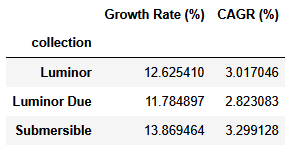 Growth Rate (%) CAGR (%)
collection
Luminor 12.625410 3.017046
Luminor Due 11.784897 2.823083
Submersible 13.869464 3.299128